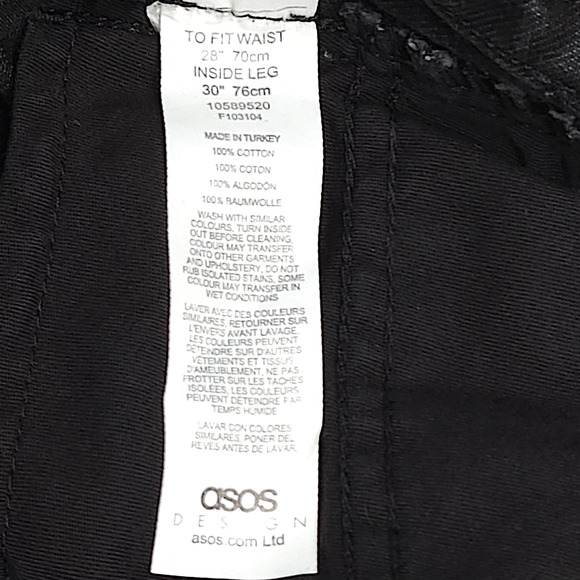 TO FIT WAIST
28" 70cm
INSIDE LEG
30" 76cm
10589520
F103104
MADE IN TURKEY
100% COTTON
100% COTON
100% ALGODÓN
100% BAUMWOLLE
WASH WITH SIMILAR
COLOURS, TURN INSIDE
OUT BEFORE CLEANING,
COLOUR MAY TRANSFER
ONTO OTHER GARMENTS
AND UPHOLSTERY, DO NOT
RUB ISOLATED STAINS, SOME
COLOUR MAY TRANSFER IN
WET CONDITIONS
LAVER AVEC DES COULEURS
SIMILAIRES, RETOURNER SUR
L'ENVERS AVANT LAVAGE,
LES COULEURS PEUVENT
DÉTEINDRE SUR D'AUTRES
VÊTEMENTS ET TISSUS
D'AMEUBLEMENT, NE PAS
FROTTER SUR LES TACHES
ISOLÉES, LES COULEURS
PEUVENT DÉTEINDRE PAR
TEMPS HUMIDE
LAVAR CON COLORES
SIMILARES, PONER DEL
REVES ANTES DE LAVAR,
asos
DESIGN
asos.com Ltd